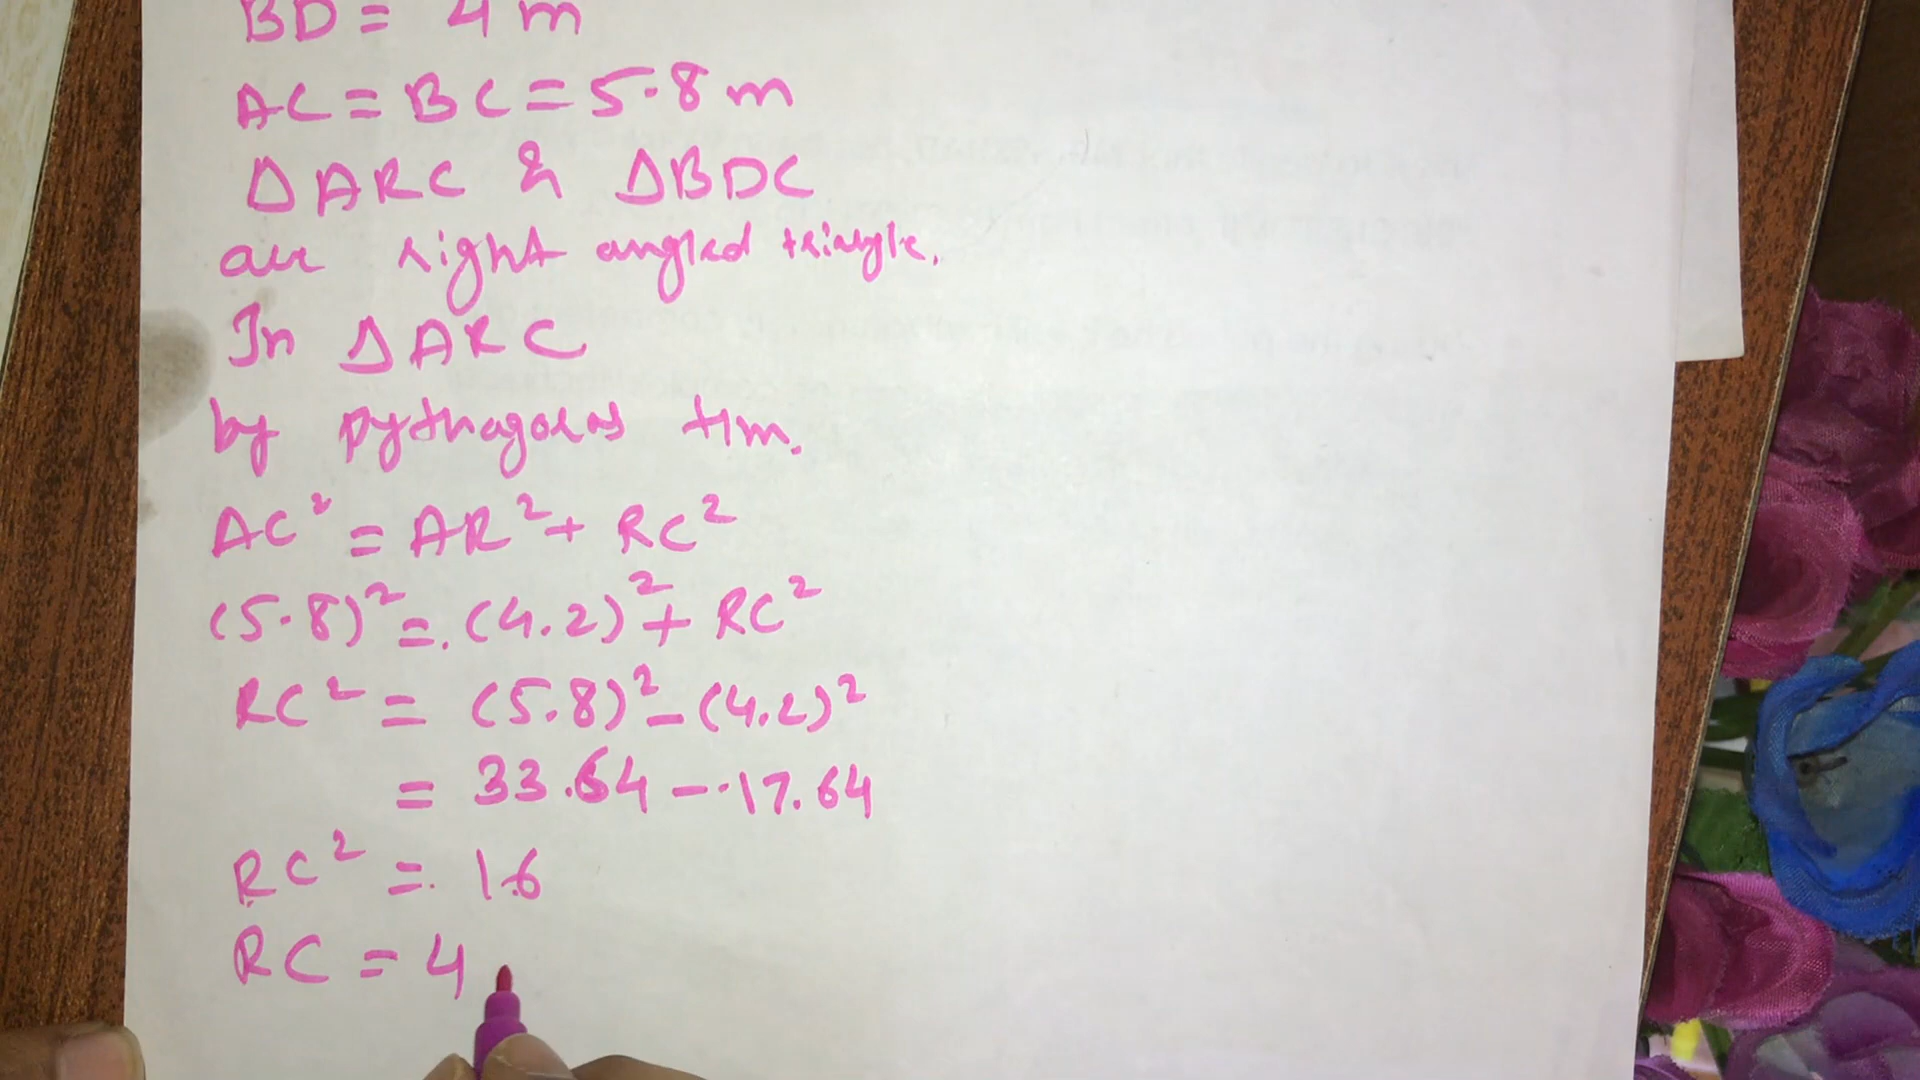 BD = 4 m
AC = BC = 5.8 m
Δ ARC & ΔBDC
are right angled triangle.
In Δ ARC
by pythagoras thm.
AC² = AR² + RC²
(5.8)² = (4.2)² + RC²
RC² = (5.8)² - (4.2)²
= 33.64 - 17.64
RC² = 16
RC = 4